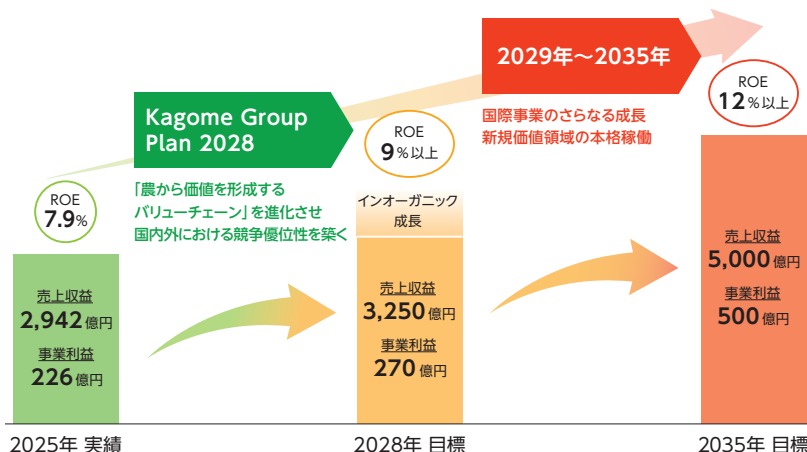 2029年～2035年
Kagome Group
Plan 2028
国際事業のさらなる成長
新規価値領域の本格稼働
「農から価値を形成する
バリューチェーン」を進化させ
国内外における競争優位性を築く
ROE
7.9%
売上収益
2,942億円
事業利益
226億円
2025年 実績
ROE
9%以上
インオーガニック
成長
売上収益
3,250億円
事業利益
270億円
2028年 目標
ROE
12%以上
売上収益
5,000億円
事業利益
500億円
2035年 目標